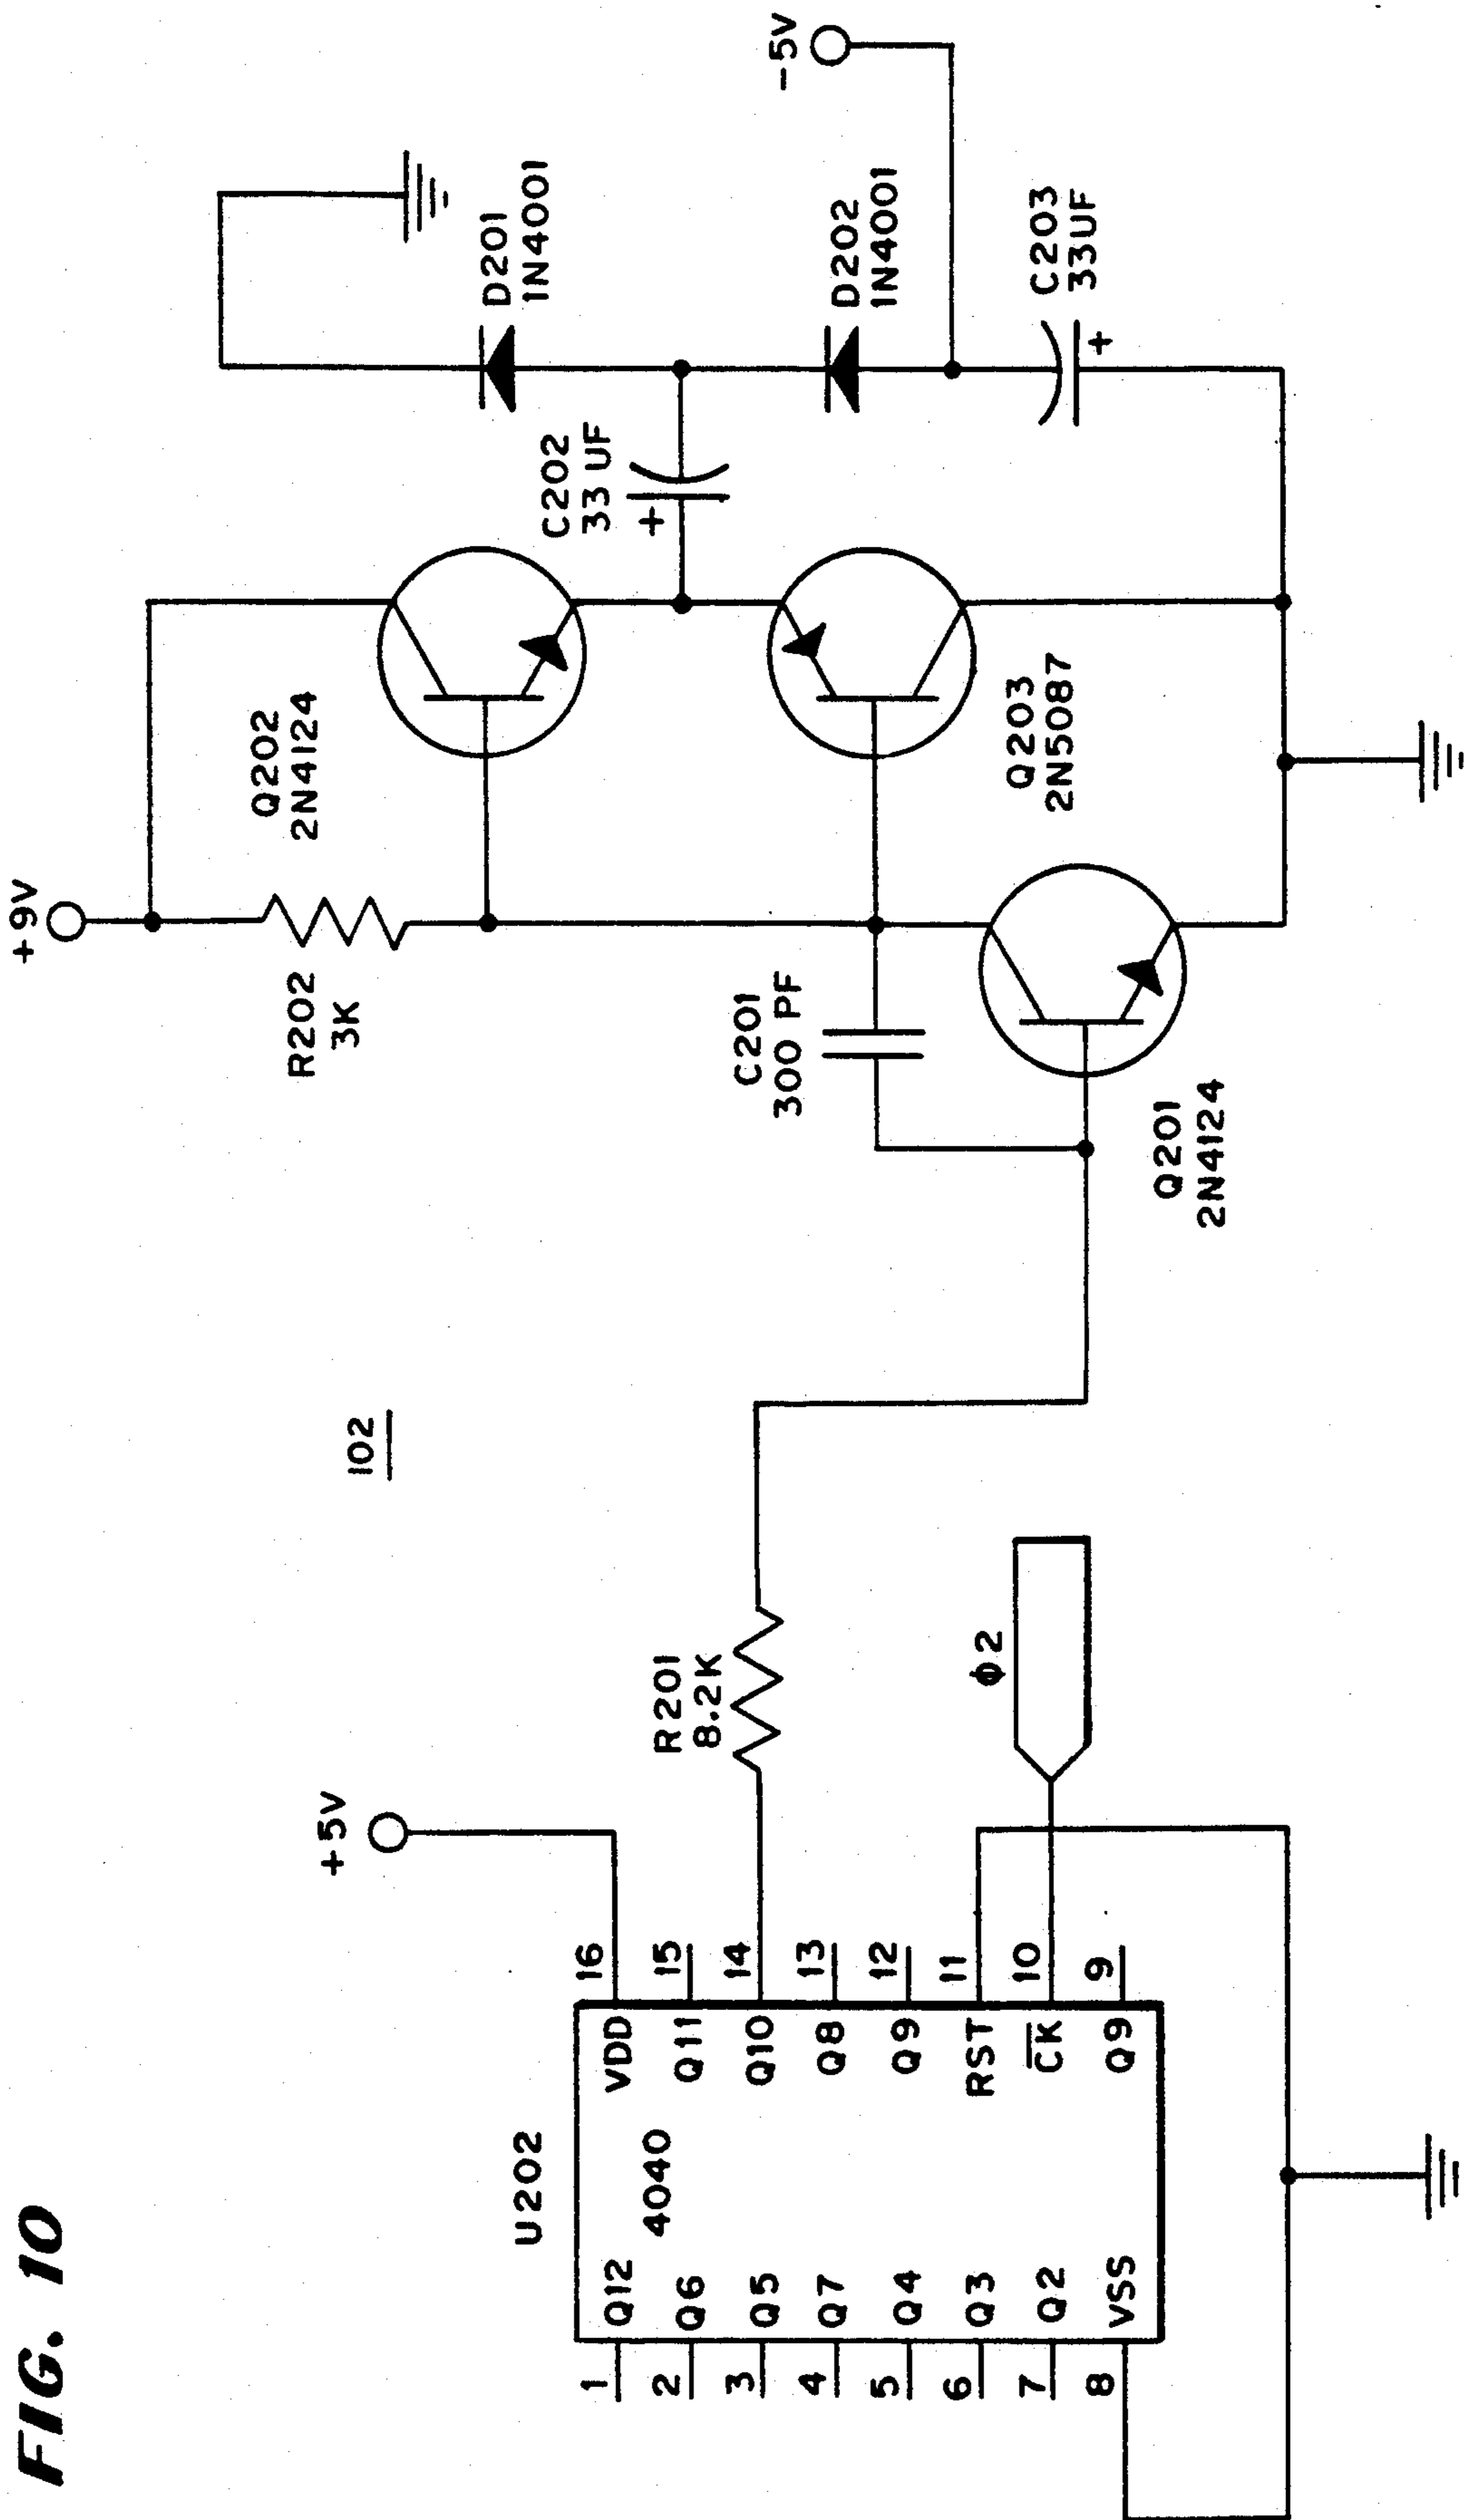 FIG. 10
U202
4040
1
2
3
4
5
6
7
8
Q12
Q6
Q5
Q7
Q4
Q3
Q2
VSS
VDD
Q11
Q10
Q8
Q9
RST
CK
Q9
16
15
14
13
12
11
10
9
+5V
R201
8.2K
Φ2
102
+9V
R202
3K
C201
300 PF
Q201
2N4124
Q202
2N4124
Q203
2N5087
C202
33 UF
+
D201
1N4001
D202
1N4001
C203
33UF
+
-5V